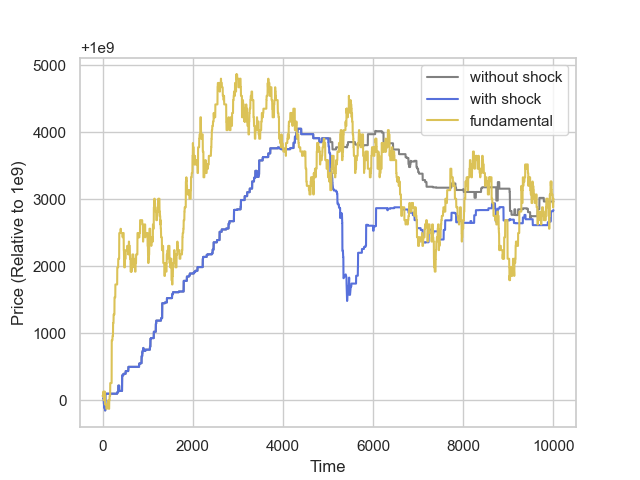 +1e9
5000
4000
3000
2000
1000
0
Price (Relative to 1e9)
without shock
with shock
fundamental
0 2000 4000 6000 8000 10000
Time